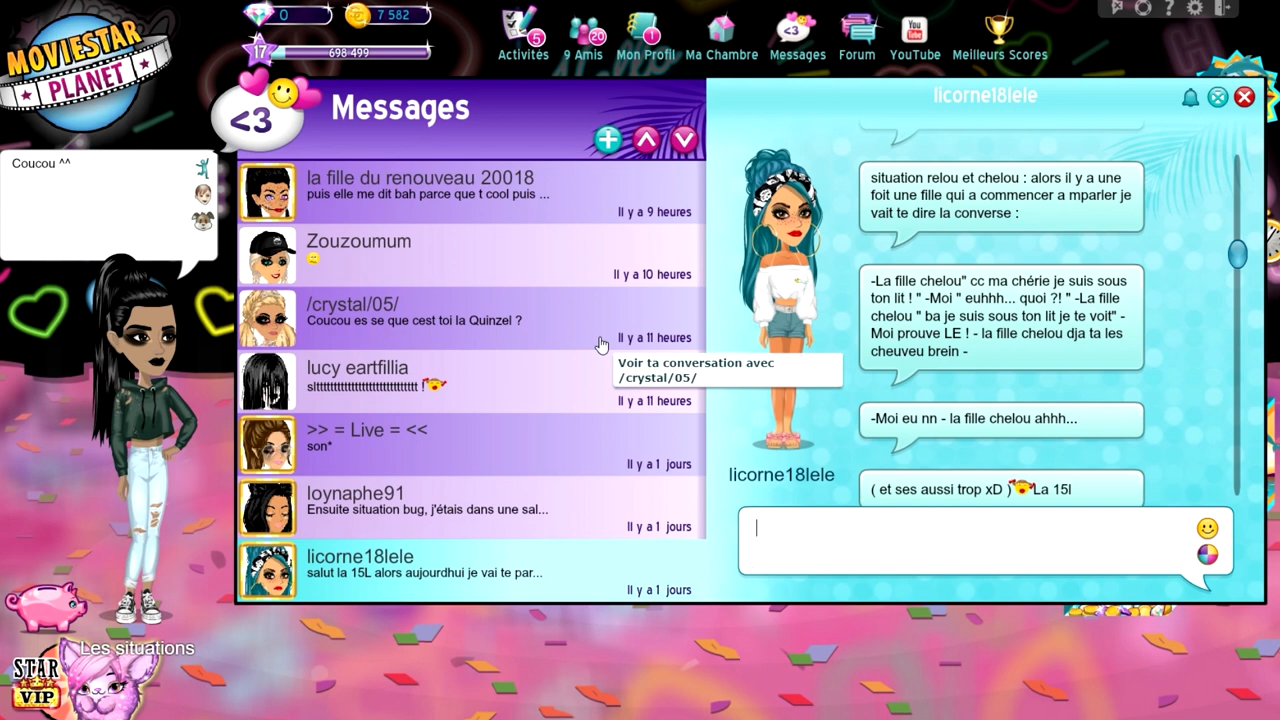 MOVIESTAR
PLANET
0
7 582
17
698 499
Activités
5
9 Amis
20
Mon Profil
1
Ma Chambre
Messages
<3
Forum
YouTube
You
Tube
Meilleurs Scores
Coucou ^^
<3
Messages
la fille du renouveau 20018
puis elle me dit bah parce que t cool puis ...
Il y a 9 heures
Zouzoumum
Il y a 10 heures
/crystal/05/
Coucou es se que cest toi la Quinzel ?
Il y a 11 heures
lucy eartfillia
sltttttttttttttttttttttttttttttt !
Il y a 11 heures
>> = Live = <<
son*
Il y a 1 jours
loynaphe91
Ensuite situation bug, j'étais dans une sal...
Il y a 1 jours
licorne18lele
salut la 15L alors aujourdhui je vai te par...
Il y a 1 jours
Voir ta conversation avec
/crystal/05/
licorne18lele
situation relou et chelou : alors il y a une
foit une fille qui a commencer a mparler je
vait te dire la converse :
-La fille chelou" cc ma chérie je suis sous
ton lit ! " -Moi " euhhh... quoi ?! " -La fille
chelou " ba je suis sous ton lit je te voit" -
Moi prouve LE ! - la fille chelou dja ta les
cheuveu brein -
-Moi eu nn - la fille chelou ahhh...
( et ses aussi trop xD ) La 15l
licorne18lele
Les situations
STAR
VIP